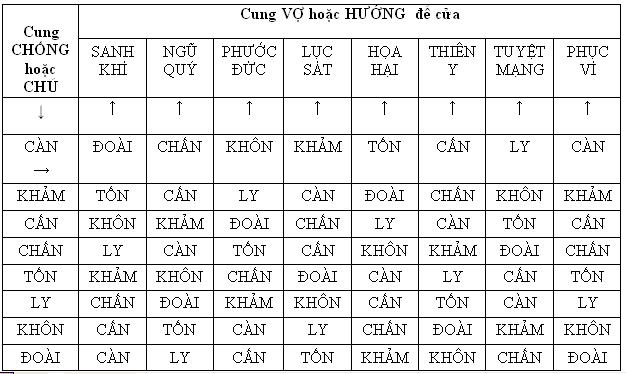 Cung VỢ hoặc HƯỚNG để cửa
Cung
CHỒNG
hoặc
CHỦ
SANH KHÍ NGŨ QUỶ PHƯỚC ĐỨC LỤC SÁT HỌA HẠI THIÊN Y TUYỆT MẠNG PHỤC VÌ
↓ ↑ ↑ ↑ ↑ ↑ ↑ ↑ ↑
CÀN → ĐOÀI CHẤN KHÔN KHẢM TỐN CẤN LY CÀN
KHẢM TỐN CẤN LY CÀN ĐOÀI CHẤN KHÔN KHẢM
CẤN KHÔN KHẢM ĐOÀI CHẤN LY CÀN TỐN CẤN
CHẤN LY CÀN TỐN CẤN KHÔN KHẢM ĐOÀI CHẤN
TỐN KHẢM KHÔN CHẤN ĐOÀI CÀN LY CẤN TỐN
LY CHẤN ĐOÀI KHẢM KHÔN CẤN TỐN CÀN LY
KHÔN CẤN TỐN CÀN LY CHẤN ĐOÀI KHẢM KHÔN
ĐOÀI CÀN LY CẤN TỐN KHẢM KHÔN CHẤN ĐOÀI